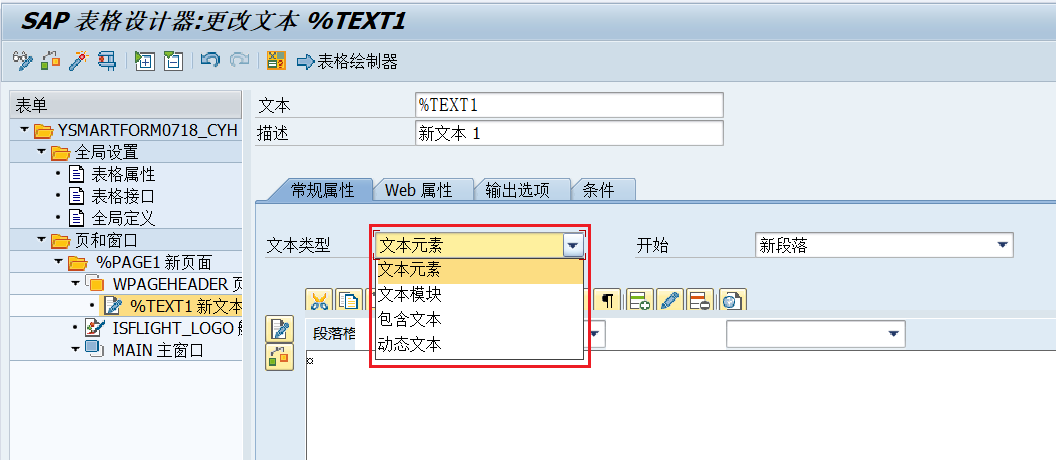 SAP 表格设计器:更改文本 %TEXT1
表格绘制器
表单
YSMARTFORM0718_CYH
全局设置
表格属性
表格接口
全局定义
页和窗口
%PAGE1 新页面
WPAGEHEADER 页
%TEXT1 新文本
ISFLIGHT_LOGO
MAIN 主窗口
文本 %TEXT1
描述 新文本 1
常规属性 Web 属性 输出选项 条件
文本类型 文本元素 开始 新段落
文本元素
文本模块
包含文本
动态文本
段落格